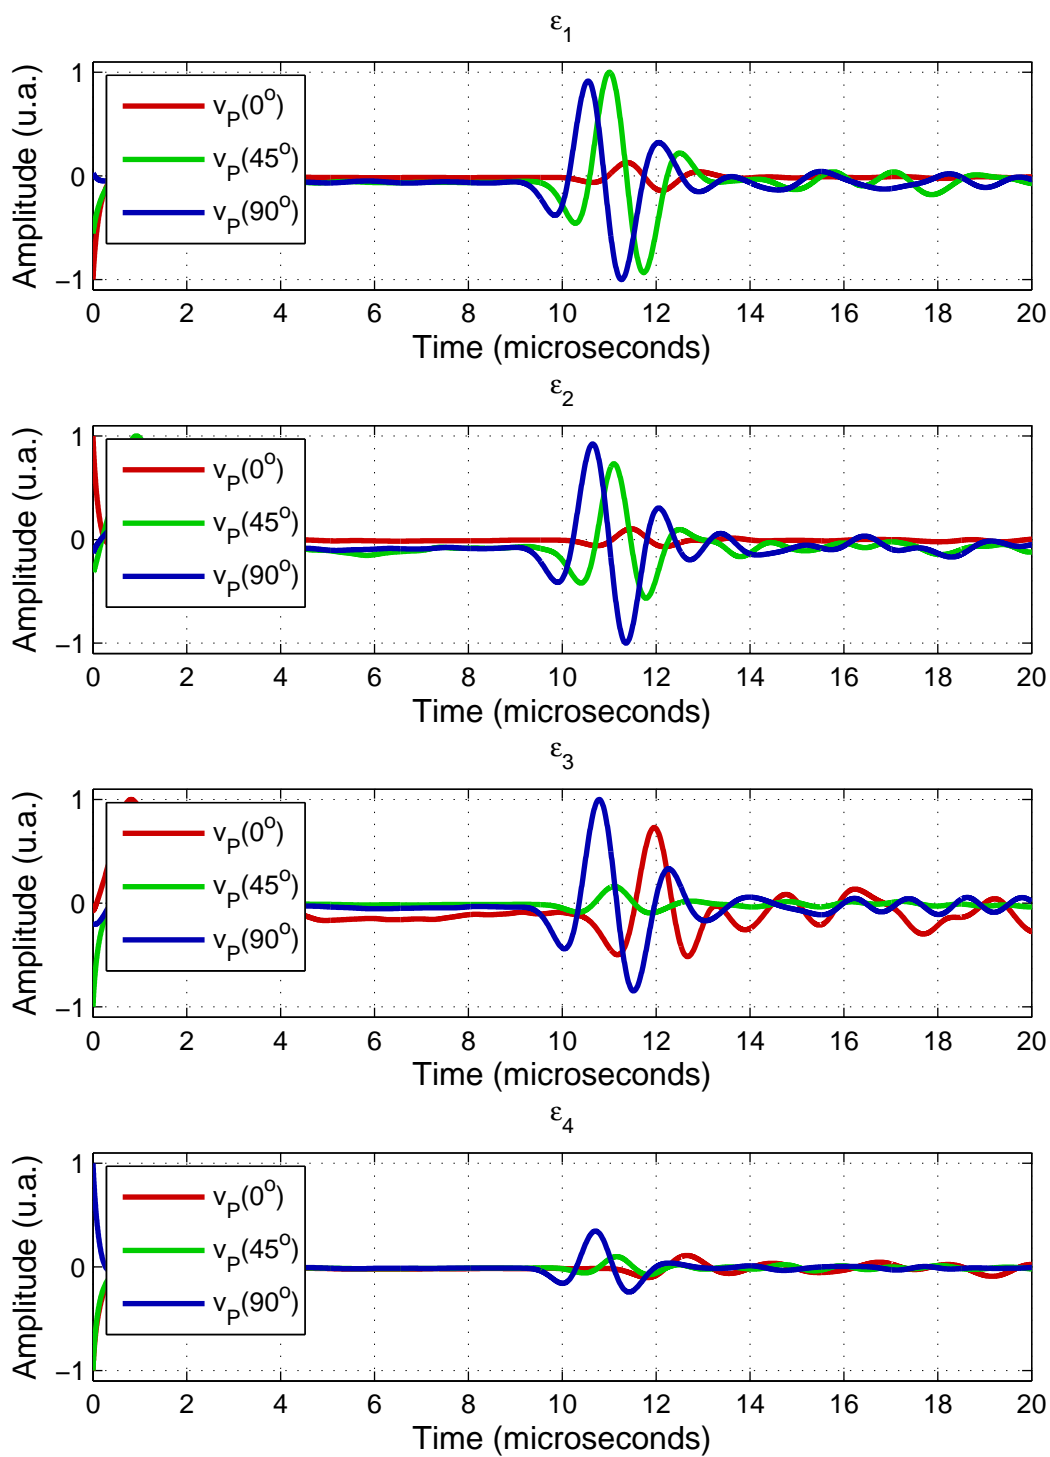 ε1
Amplitude (u.a.)
1
0
−1
vP(0o)
vP(45o)
vP(90o)
0 2 4 6 8 10 12 14 16 18 20
Time (microseconds)
ε2
Amplitude (u.a.)
1
0
−1
vP(0o)
vP(45o)
vP(90o)
0 2 4 6 8 10 12 14 16 18 20
Time (microseconds)
ε3
Amplitude (u.a.)
1
0
−1
vP(0o)
vP(45o)
vP(90o)
0 2 4 6 8 10 12 14 16 18 20
Time (microseconds)
ε4
Amplitude (u.a.)
1
0
−1
vP(0o)
vP(45o)
vP(90o)
0 2 4 6 8 10 12 14 16 18 20
Time (microseconds)